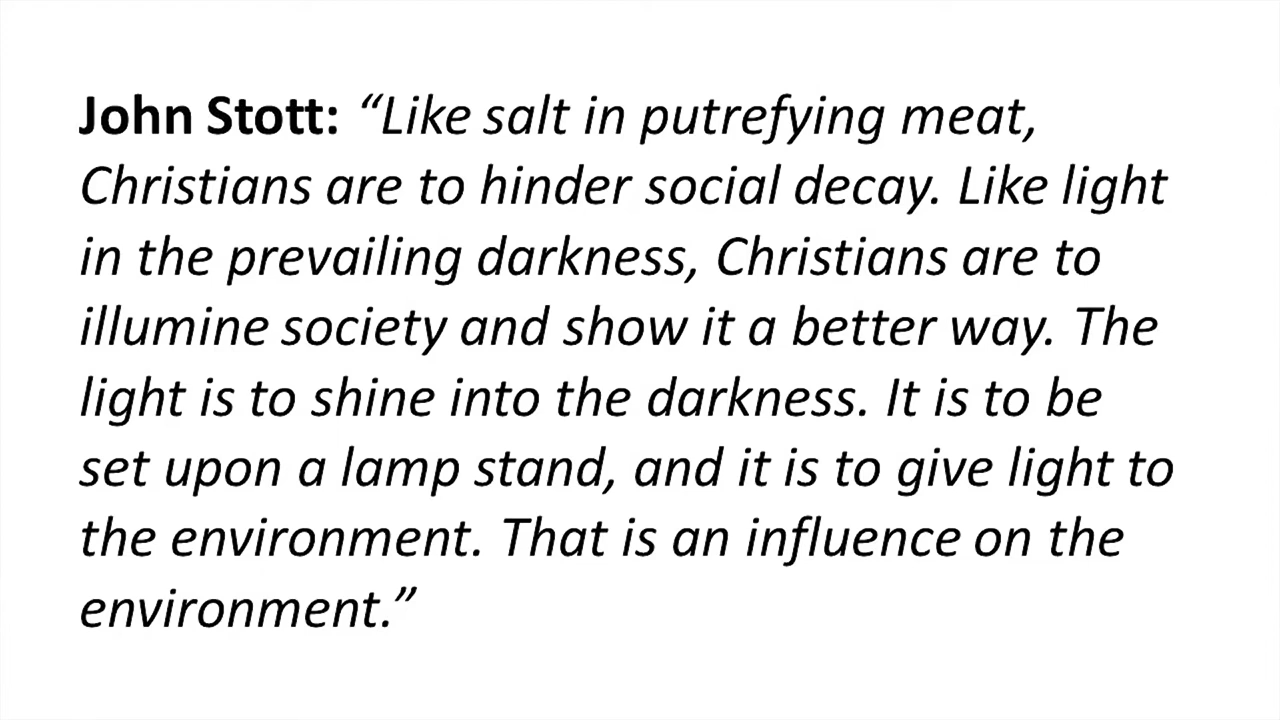 John Stott: “Like salt in putrefying meat,
Christians are to hinder social decay. Like light
in the prevailing darkness, Christians are to
illumine society and show it a better way. The
light is to shine into the darkness. It is to be
set upon a lamp stand, and it is to give light to
the environment. That is an influence on the
environment.”